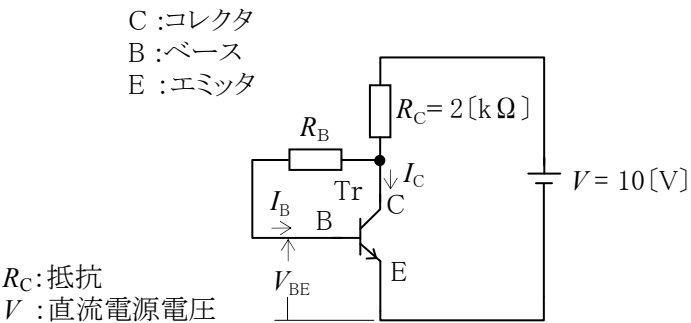 C :コレクタ
B :ベース
E :エミッタ
R_C= 2〔kΩ〕
R_B
I_C
V= 10〔V〕
Tr
C
I_B
B
E
V_BE
R_C:抵抗
V :直流電源電圧